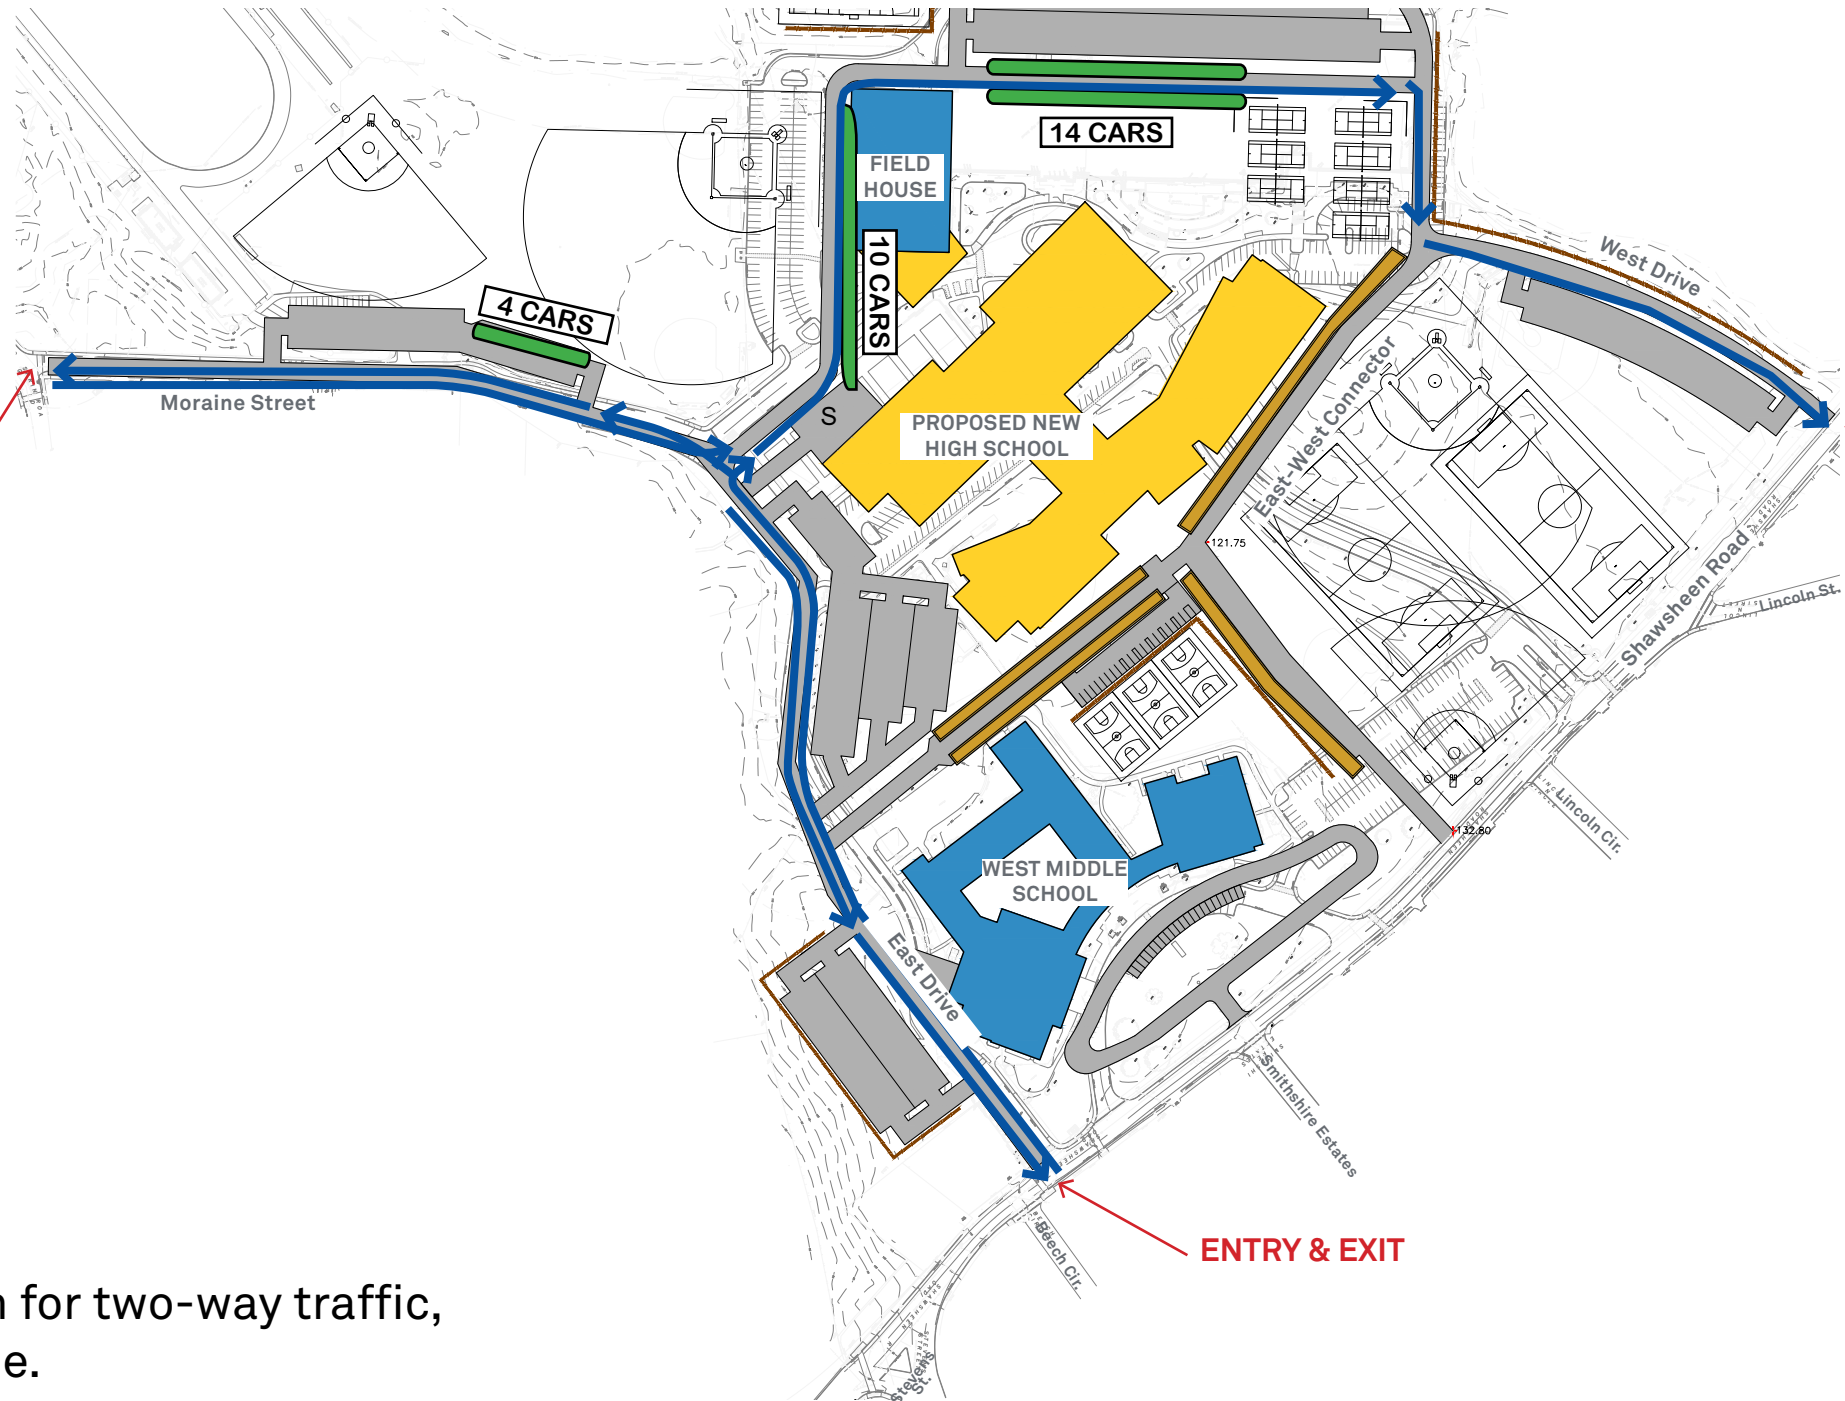 14 CARS
FIELD
HOUSE
10 CARS
4 CARS
Moraine Street
S
PROPOSED NEW
HIGH SCHOOL
East-West Connector
West Drive
121.75
Shawsheen Road
Lincoln St.
Lincoln Cir.
132.80
WEST MIDDLE
SCHOOL
East Drive
Smithshire Estates
Beech Cir.
ENTRY & EXIT
for two-way traffic,
Stevens
St.